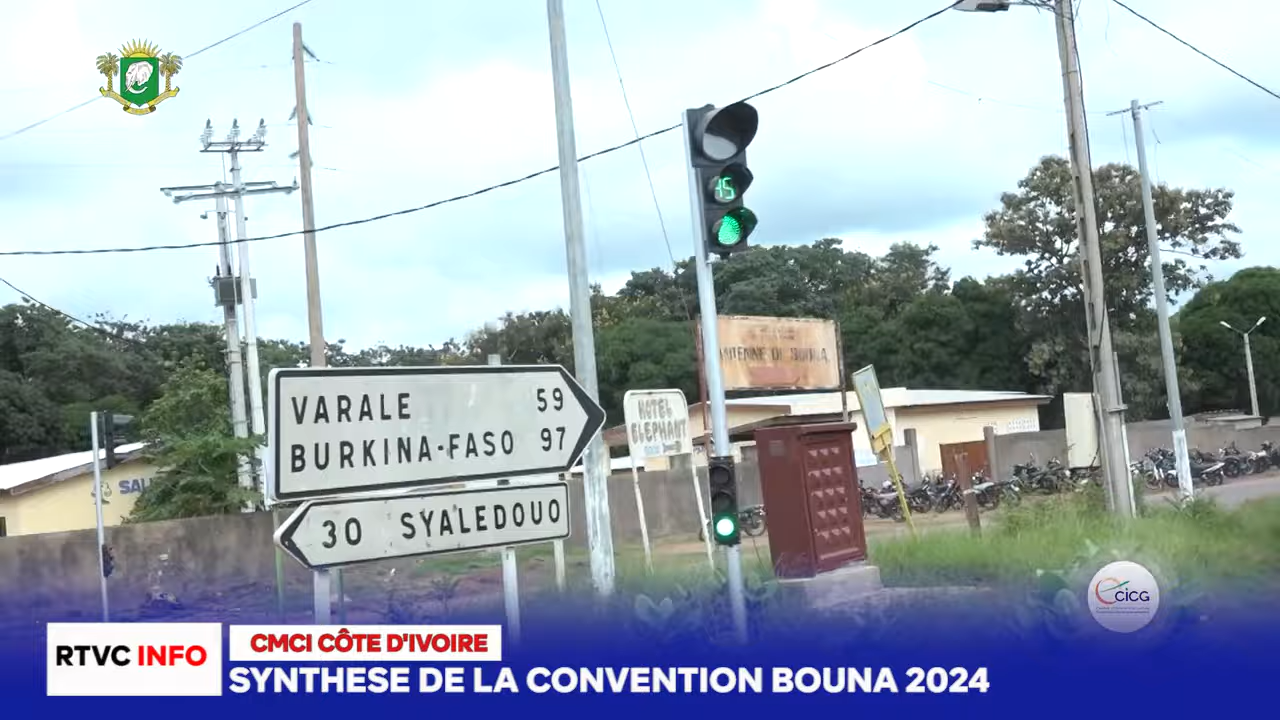 15
ANTENNE DE BOUNA
HOTEL
ELEPHANT
VARALE 59
BURKINA-FASO 97
30 SYALEDOUO
CICG
RTVC INFO
CMCI CÔTE D'IVOIRE
SYNTHESE DE LA CONVENTION BOUNA 2024